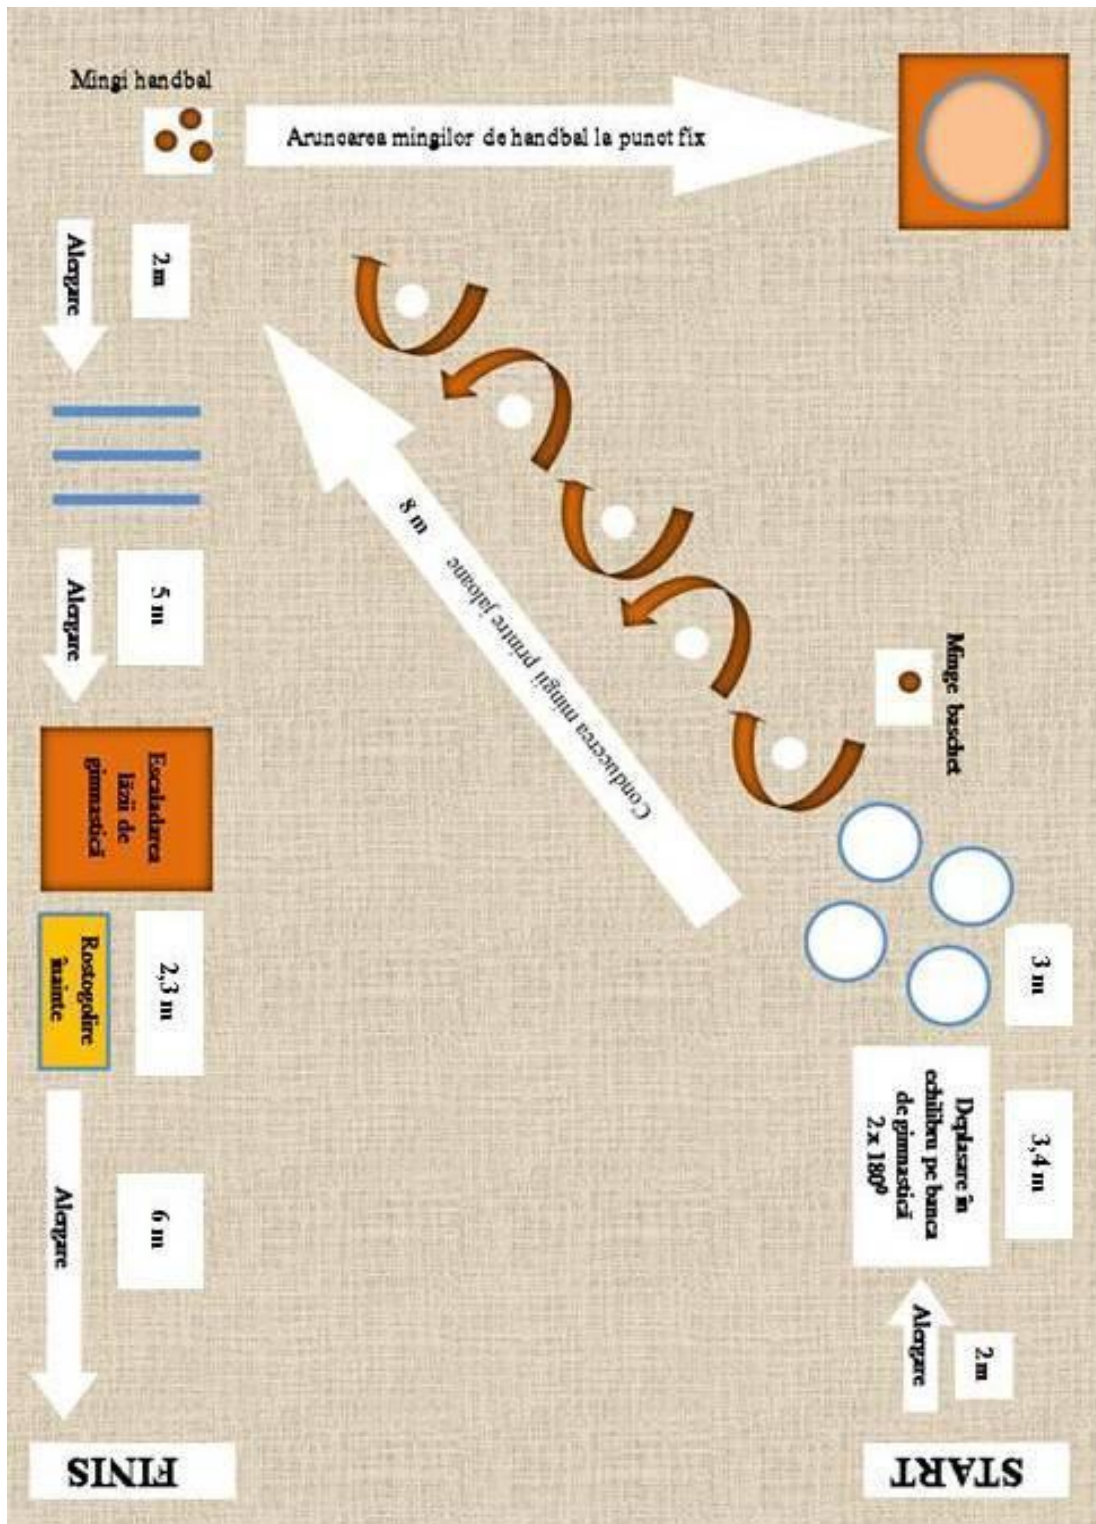 Mingi handbal
Aruncarea mingilor de handbal la punct fix
2 m
Alergare
8 m
Conducerea mingii printre jaloane
5 m
Alergare
Minge baschet
Escaladarea
lăzii de
gimnastică
Rostogolire
înainte
2,3 m
3 m
Deplasare în
echilibru pe banca
de gimnastică
2 x 180⁰
3,4 m
Alergare
6 m
Alergare
2 m
FINIS
START